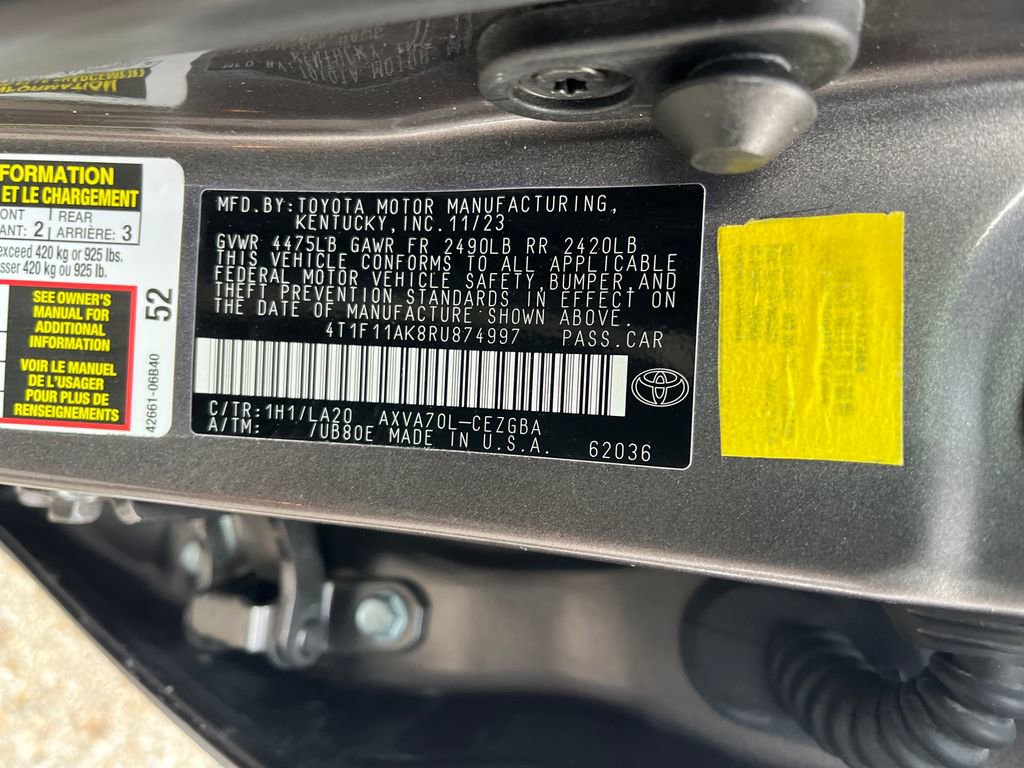 FORMATION
ET LE CHARGEMENT
ONT
ANT: 2
REAR
ARRIÈRE: 3
exceed 420 kg or 925 lbs.
sser 420 kg ou 925 lb.
SEE OWNER'S
MANUAL FOR
ADDITIONAL
INFORMATION
VOIR LE MANUEL
DE L'USAGER
POUR PLUS DE
RENSEIGNEMENTS
52
42661-06B40
MFD.BY:TOYOTA MOTOR MANUFACTURING,
KENTUCKY, INC. 11/23
GVWR 4475LB GAWR FR 2490LB RR 2420LB
THIS VEHICLE CONFORMS TO ALL APPLICABLE
FEDERAL MOTOR VEHICLE SAFETY,BUMPER,AND
THEFT PREVENTION STANDARDS IN EFFECT ON
THE DATE OF MANUFACTURE SHOWN ABOVE.
4T1F11AK8RU874997 PASS.CAR
C/TR:1H1/LA20 AXVA70L-CEZGBA
A/TM: 7UB80E MADE IN U.S.A. 62036